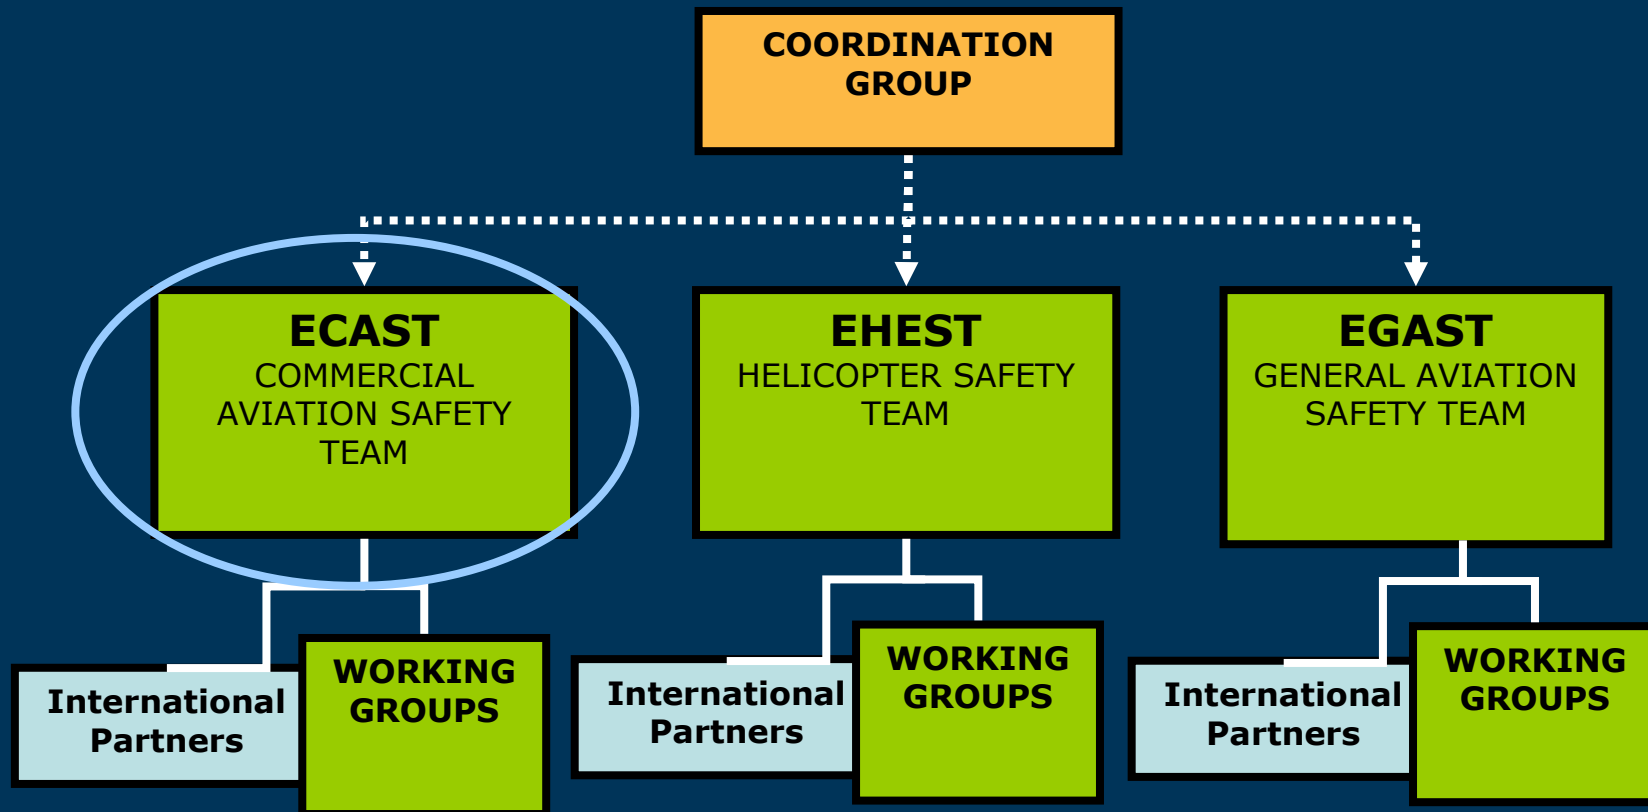 COORDINATION
GROUP
ECAST
COMMERCIAL
AVIATION SAFETY
TEAM
EHEST
HELICOPTER SAFETY
TEAM
EGAST
GENERAL AVIATION
SAFETY TEAM
International
Partners
WORKING
GROUPS
International
Partners
WORKING
GROUPS
International
Partners
WORKING
GROUPS